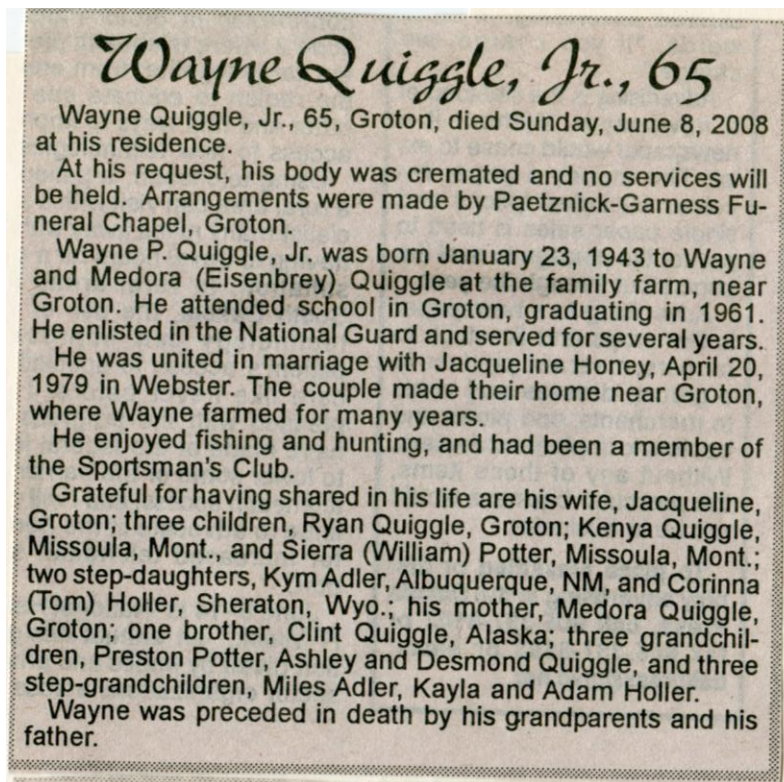 Wayne Quiggle, Jr., 65
Wayne Quiggle, Jr., 65, Groton, died Sunday, June 8, 2008
at his residence.
At his request, his body was cremated and no services will
be held. Arrangements were made by Paetznick-Garness Fu-
neral Chapel, Groton.
Wayne P. Quiggle, Jr. was born January 23, 1943 to Wayne
and Medora (Eisenbrey) Quiggle at the family farm, near
Groton. He attended school in Groton, graduating in 1961.
He enlisted in the National Guard and served for several years.
He was united in marriage with Jacqueline Honey, April 20,
1979 in Webster. The couple made their home near Groton,
where Wayne farmed for many years.
He enjoyed fishing and hunting, and had been a member of
the Sportsman's Club.
Grateful for having shared in his life are his wife, Jacqueline,
Groton; three children, Ryan Quiggle, Groton; Kenya Quiggle,
Missoula, Mont., and Sierra (William) Potter, Missoula, Mont.;
two step-daughters, Kym Adler, Albuquerque, NM, and Corinna
(Tom) Holler, Sheraton, Wyo.; his mother, Medora Quiggle,
Groton; one brother, Clint Quiggle, Alaska; three grandchil-
dren, Preston Potter, Ashley and Desmond Quiggle, and three
step-grandchildren, Miles Adler, Kayla and Adam Holler.
Wayne was preceded in death by his grandparents and his
father.